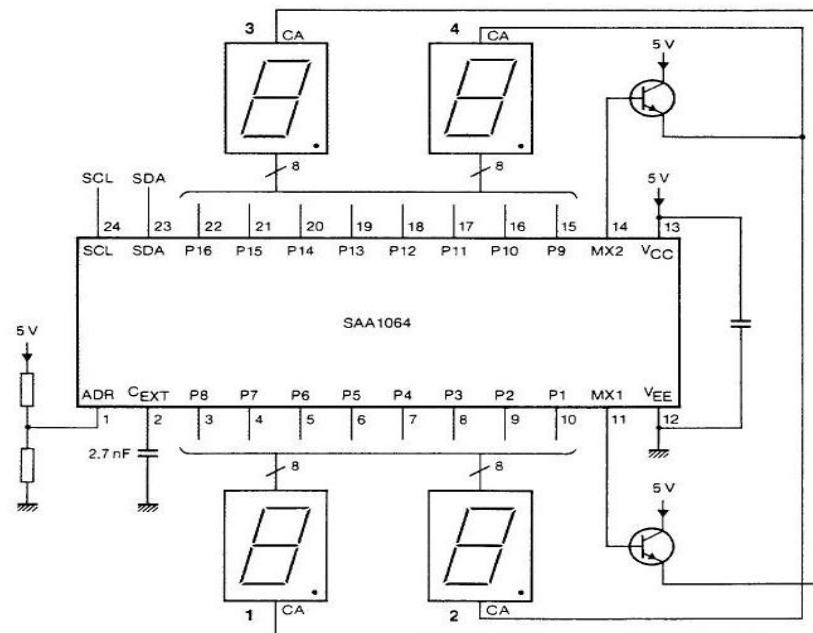 3 CA 4 CA 5 V
8 8
SCL SDA 5 V
24 23 22 21 20 19 18 17 16 15 14 13
SCL SDA P16 P15 P14 P13 P12 P11 P10 P9 MX2 VCC
SAA1064
5 V
ADR CEXT P8 P7 P6 P5 P4 P3 P2 P1 MX1 VEE
1 2 3 4 5 6 7 8 9 10 11 12
2.7 nF 8 8 5 V
1 CA 2 CA